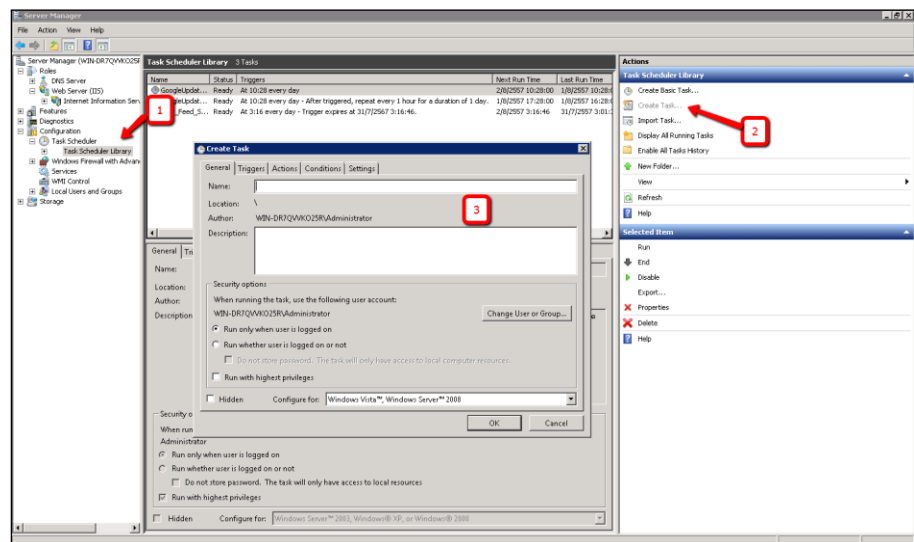 Server Manager
File Action View Help
Server Manager (WIN-DR7QVVKO25R
Roles
DNS Server
Web Server (IIS)
Internet Information Serv
Features
Diagnostics
Configuration
Task Scheduler
Task Scheduler Library
Windows Firewall with Advan
Services
WMI Control
Local Users and Groups
Storage
1
Task Scheduler Library 3 Tasks
Name Status Triggers Next Run Time Last Run Time
GoogleUpdat... Ready At 10:28 every day 2/8/2557 10:28:00 1/8/2557 10:28:0
gleUpdat... Ready At 10:28 every day - After triggered, repeat every 1 hour for a duration of 1 day. 1/8/2557 17:28:00 1/8/2557 16:28:0
_Feed_S... Ready At 3:16 every day - Trigger expires at 31/7/2567 3:16:46. 2/8/2557 3:16:46 31/7/2557 3:01:
Create Task
General Triggers Actions Conditions Settings
Name:
Location: \
Author: WIN-DR7QVVKO25R\Administrator
Description:
3
Security options
When running the task, use the following user account:
WIN-DR7QVVKO25R\Administrator Change User or Group...
Run only when user is logged on
Run whether user is logged on or not
Do not store password. The task will only have access to local computer resources.
Run with highest privileges
Hidden Configure for: Windows Vista™, Windows Server™ 2008
OK Cancel
General Tri
Name:
Location:
Author:
Description
Security o
When run
Administrator
Run only when user is logged on
Run whether user is logged on or not
Do not store password. The task will only have access to local resources
Run with highest privileges
Hidden Configure for: Windows Server™ 2003, Windows® XP, or Windows® 2000
Actions
Task Scheduler Library
Create Basic Task...
Create Task...
Import Task...
Display All Running Tasks
Enable All Tasks History
New Folder...
View
Refresh
Help
2
Selected Item
Run
End
Disable
Export...
Properties
Delete
Help